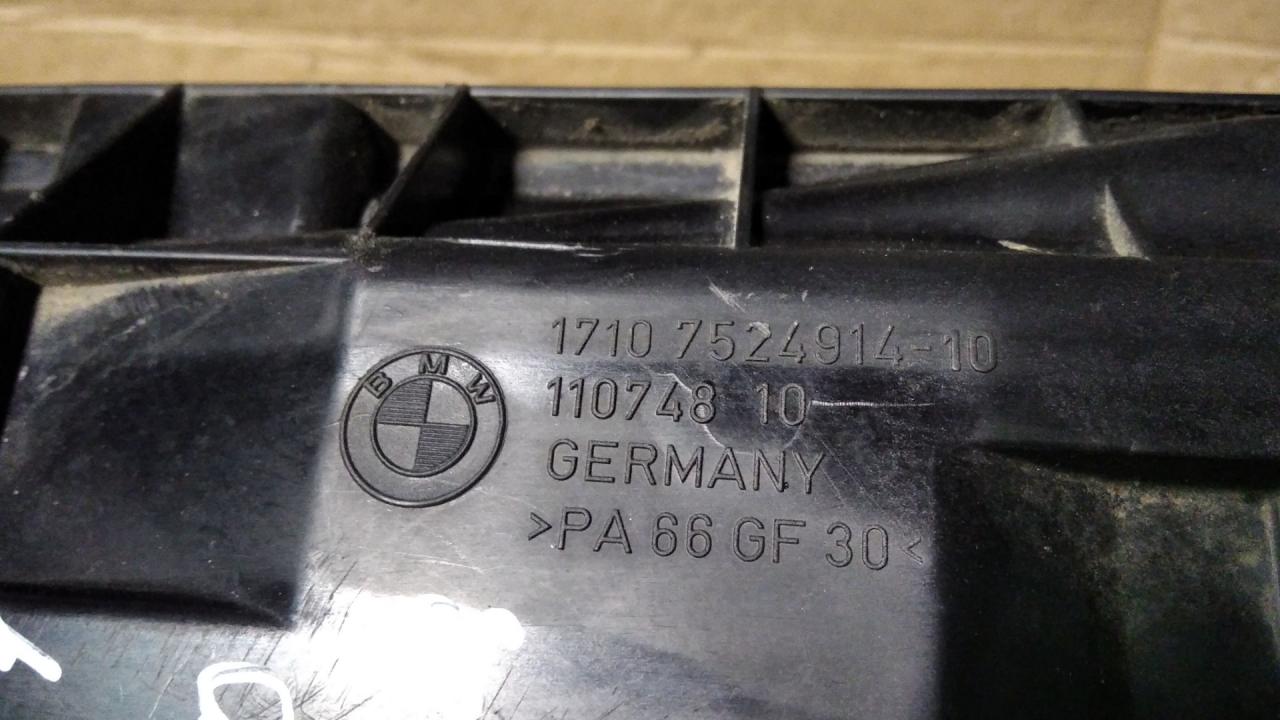 BMW
1710 7524914-10
110748 10
GERMANY
>PA 66 GF 30<